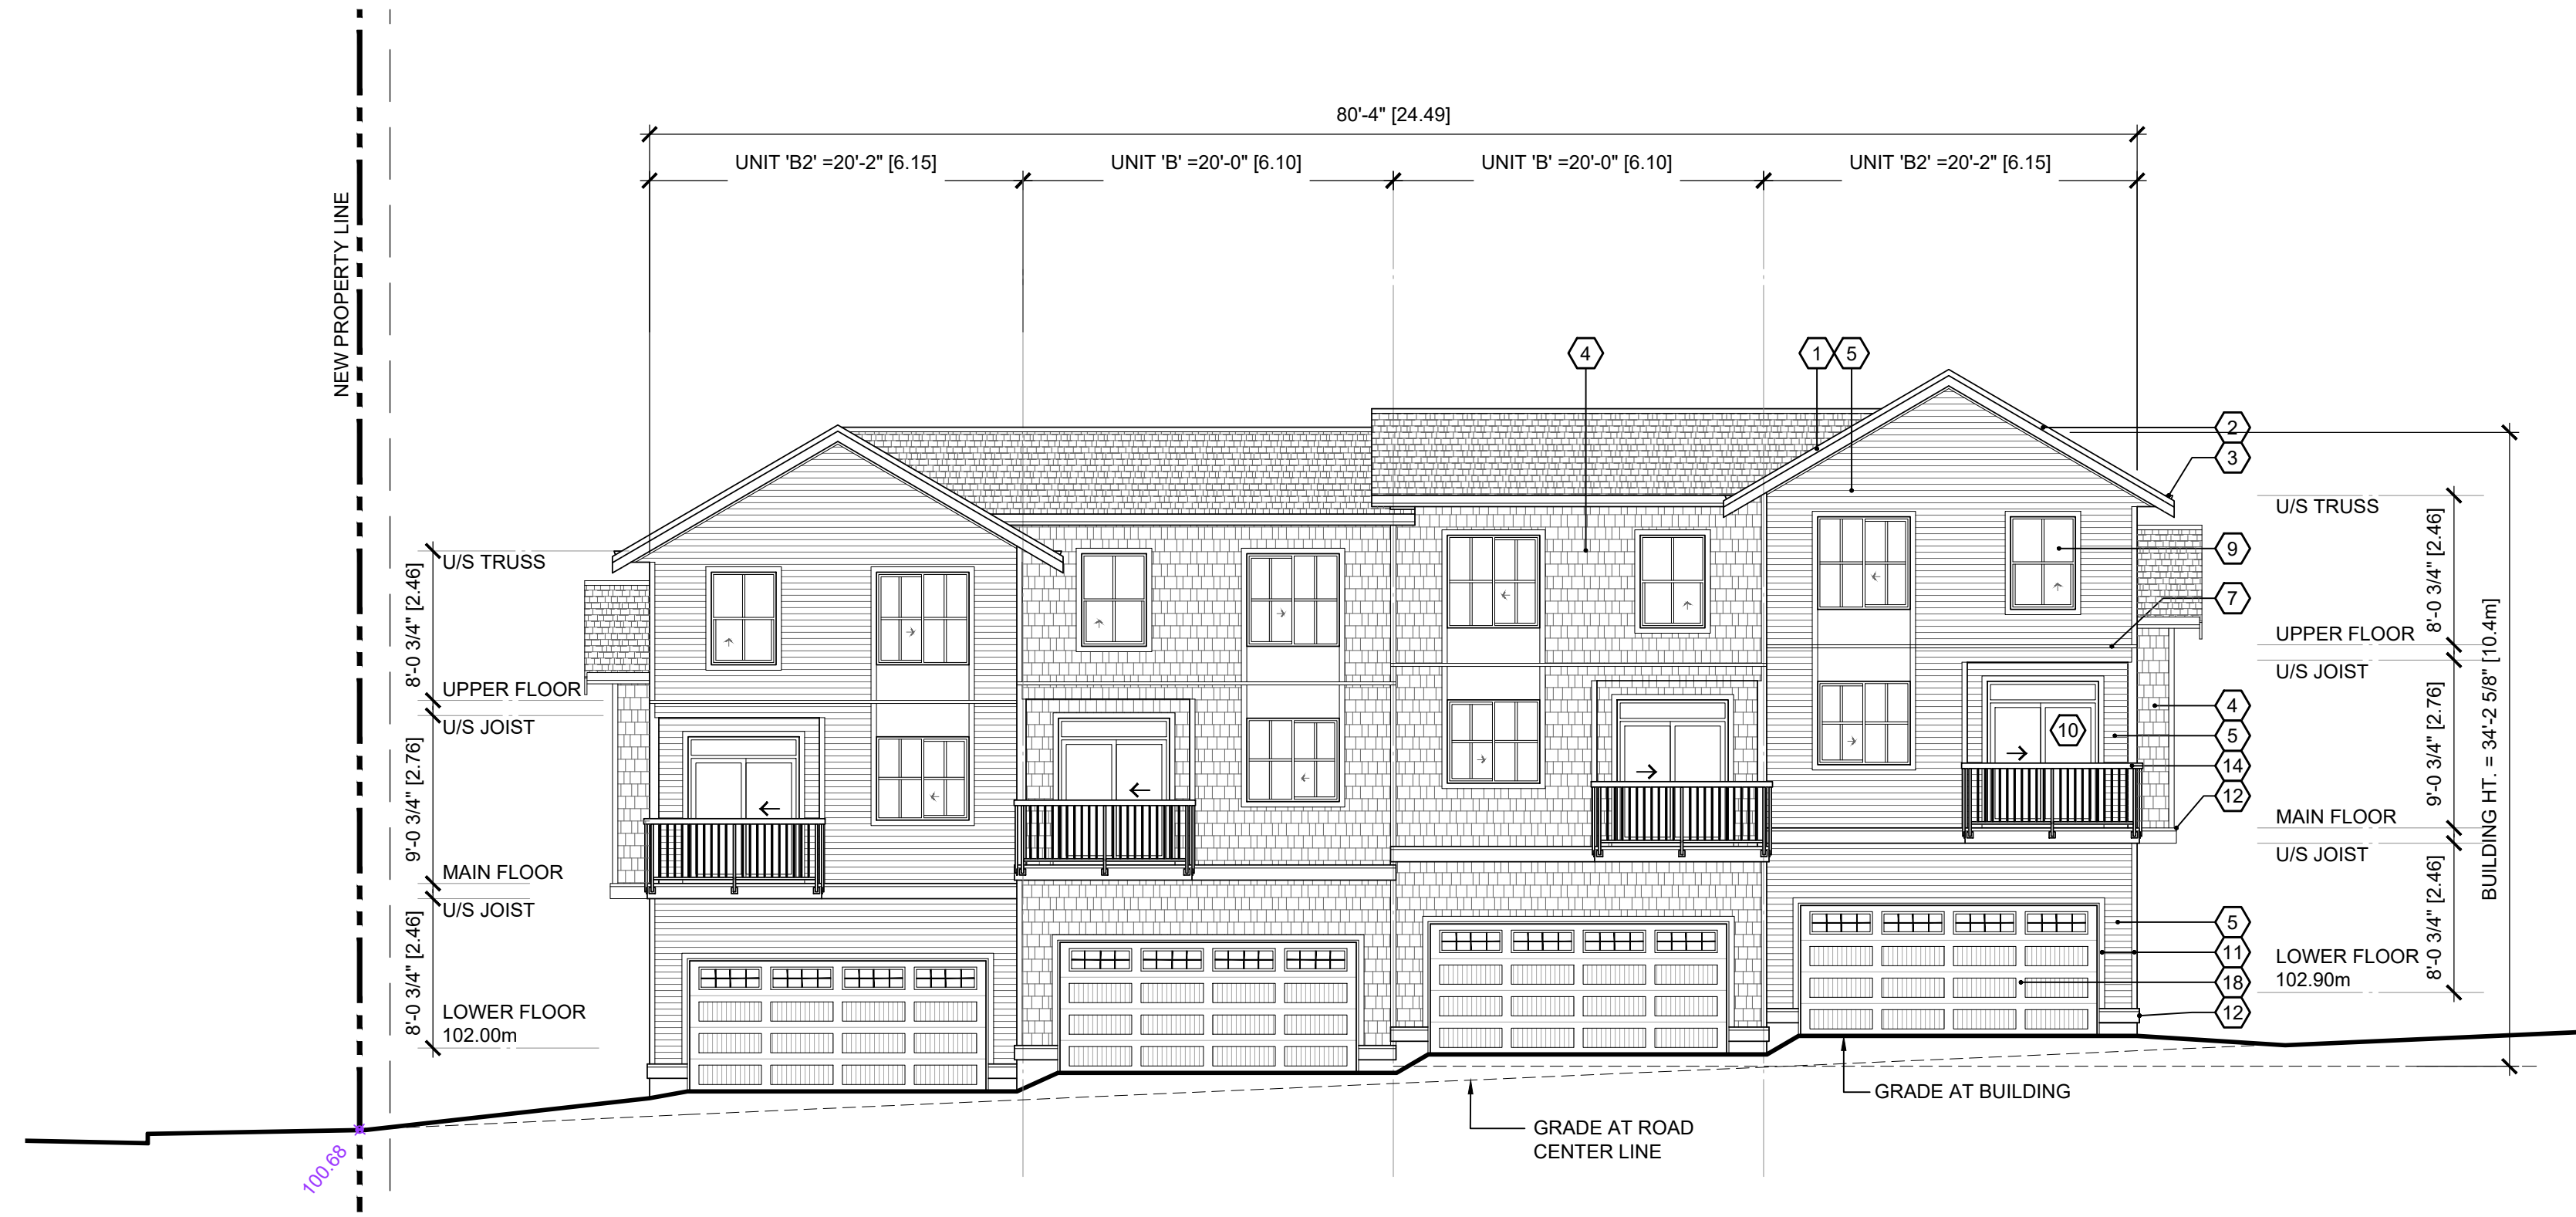 80'-4" [24.49]
UNIT 'B2' =20'-2" [6.15]
UNIT 'B' =20'-0" [6.10]
UNIT 'B' =20'-0" [6.10]
UNIT 'B2' =20'-2" [6.15]
NEW PROPERTY LINE
4
1
5
2
3
9
7
4
5
10
14
12
5
11
18
12
U/S TRUSS
8'-0 3/4" [2.46]
UPPER FLOOR
U/S JOIST
9'-0 3/4" [2.76]
MAIN FLOOR
U/S JOIST
8'-0 3/4" [2.46]
LOWER FLOOR
102.00m
U/S TRUSS
8'-0 3/4" [2.46]
UPPER FLOOR
U/S JOIST
9'-0 3/4" [2.76]
MAIN FLOOR
U/S JOIST
8'-0 3/4" [2.46]
LOWER FLOOR
102.90m
BUILDING HT. = 34'-2 5/8" [10.4m]
GRADE AT BUILDING
GRADE AT ROAD
CENTER LINE
100.68